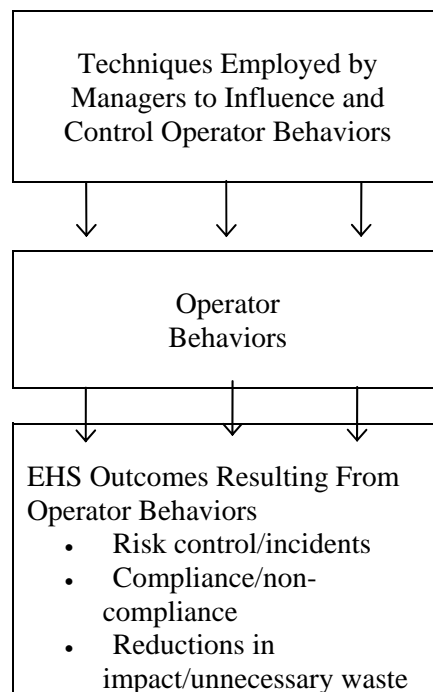 Techniques Employed by
Managers to Influence and
Control Operator Behaviors
Operator
Behaviors
EHS Outcomes Resulting From
Operator Behaviors
• Risk control/incidents
• Compliance/non-
compliance
• Reductions in
impact/unnecessary waste